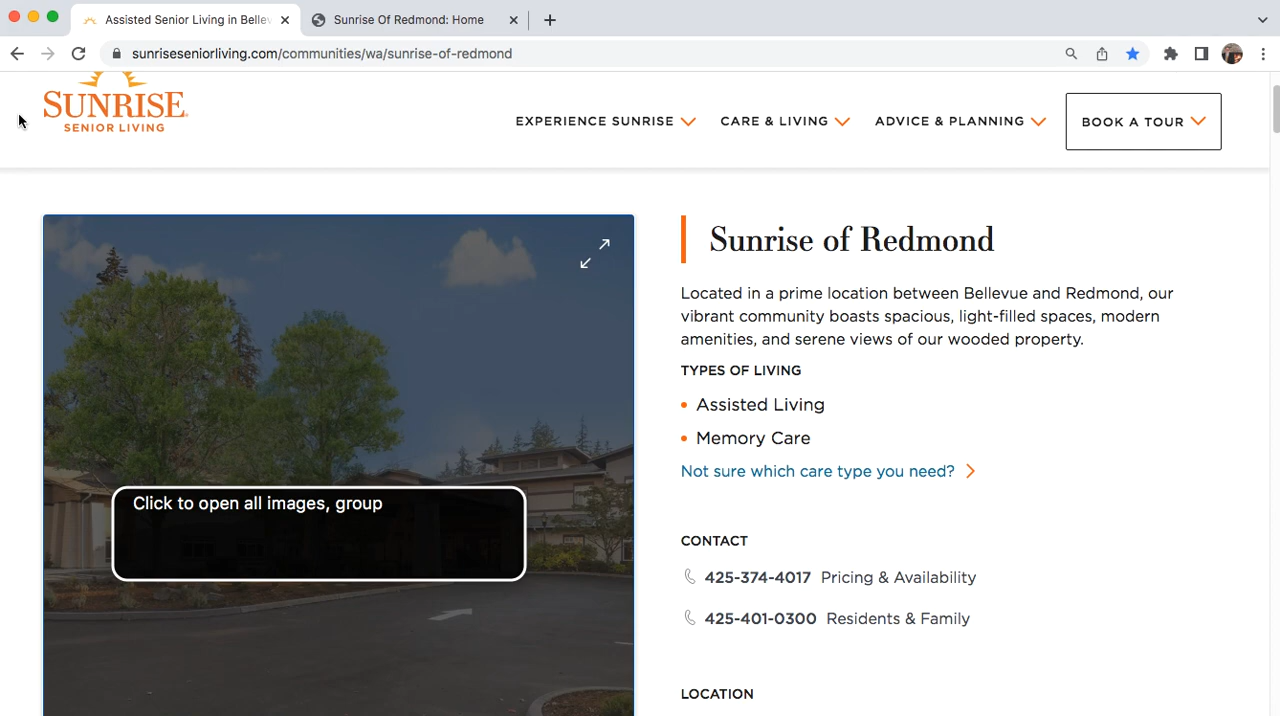 Assisted Senior Living in Bellev
Sunrise Of Redmond: Home
sunriseseniorliving.com/communities/wa/sunrise-of-redmond
SUNRISE
SENIOR LIVING
EXPERIENCE SUNRISE
CARE & LIVING
ADVICE & PLANNING
BOOK A TOUR
Click to open all images, group
Sunrise of Redmond
Located in a prime location between Bellevue and Redmond, our
vibrant community boasts spacious, light-filled spaces, modern
amenities, and serene views of our wooded property.
TYPES OF LIVING
Assisted Living
Memory Care
Not sure which care type you need?
CONTACT
425-374-4017 Pricing & Availability
425-401-0300 Residents & Family
LOCATION